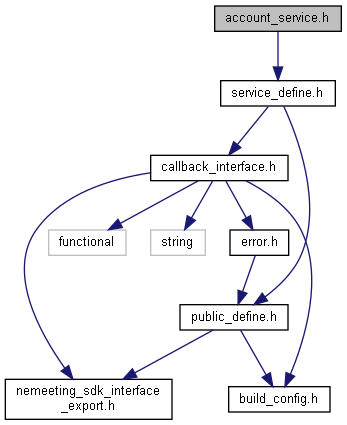 account_service.h
service_define.h
callback_interface.h
functional
string
error.h
public_define.h
nemeeting_sdk_interface
_export.h
build_config.h